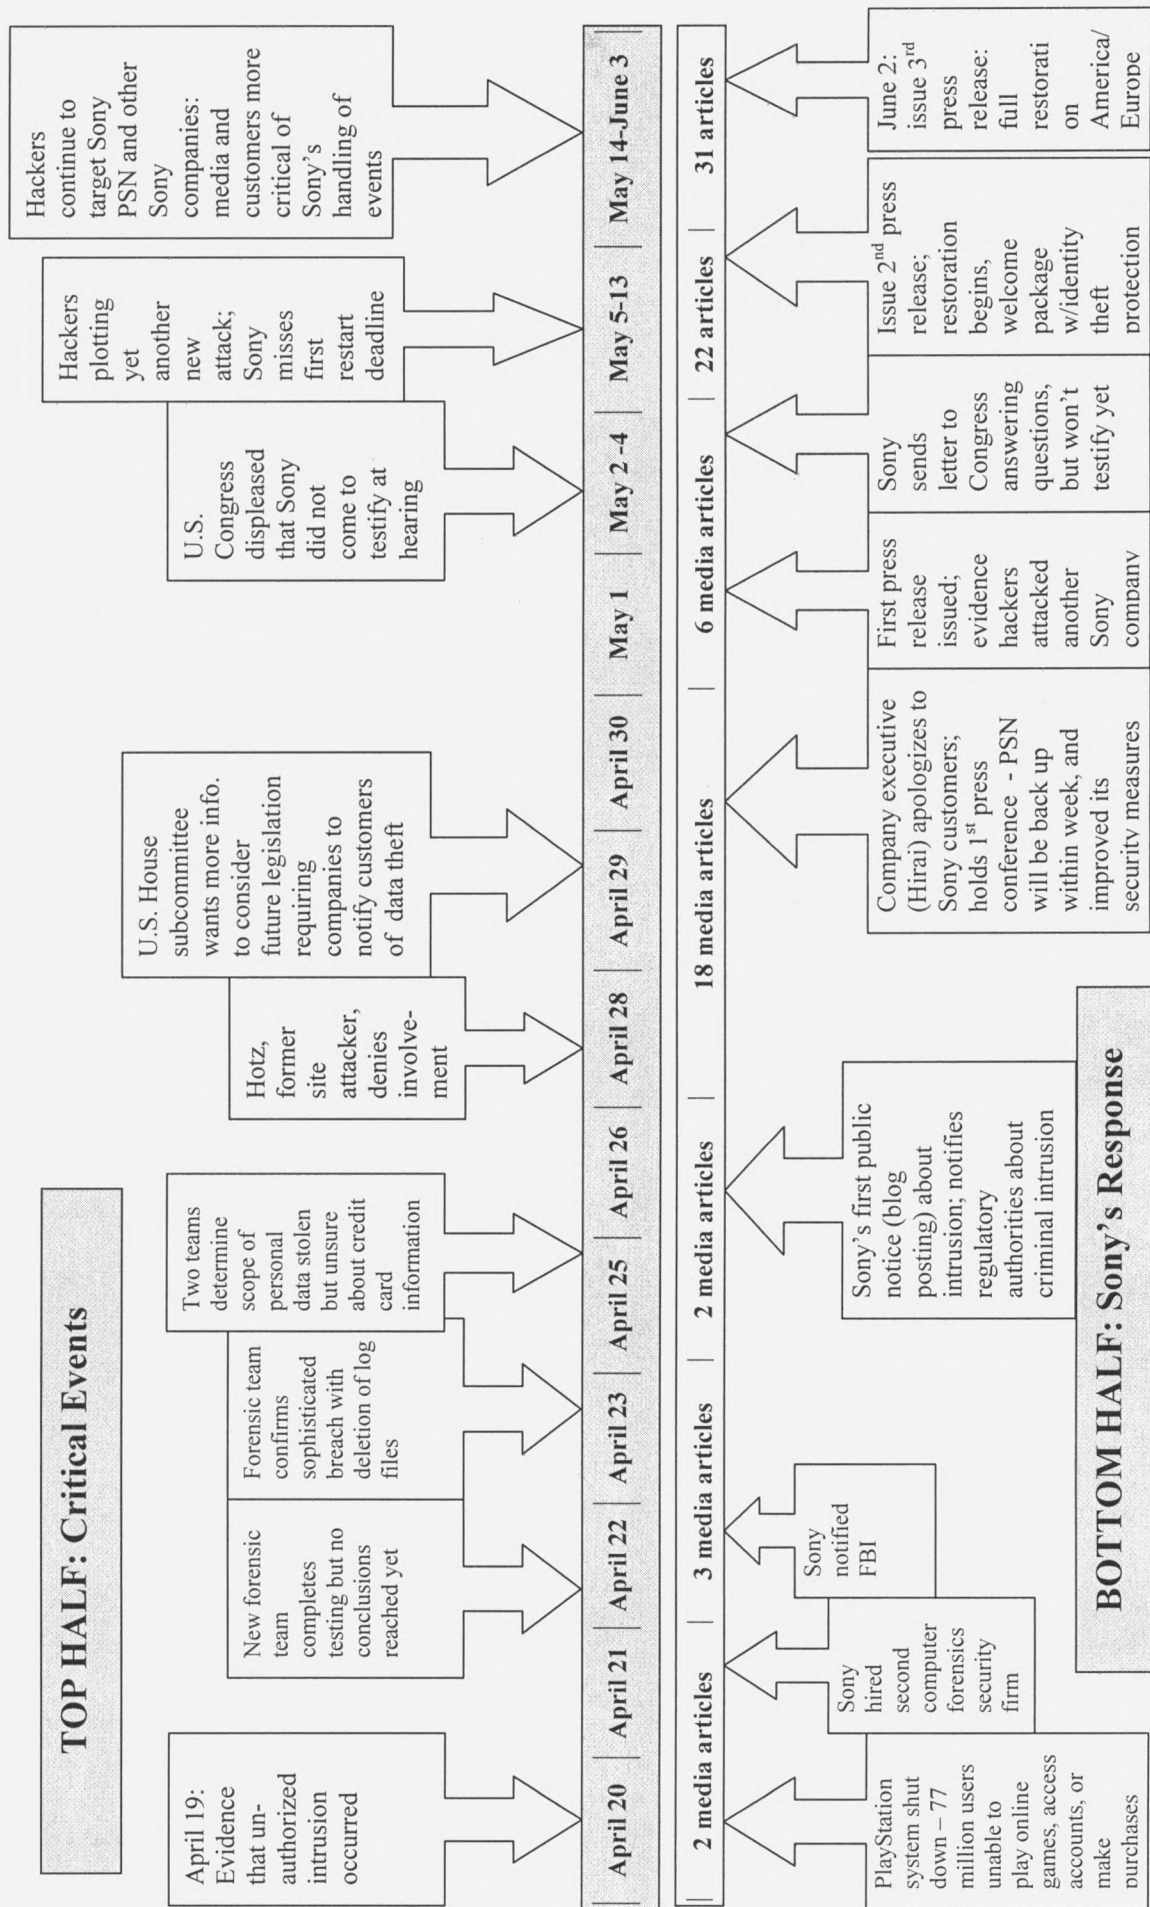 TOP HALF: Critical Events
April 19:
Evidence
that un-
authorized
intrusion
occurred
New forensic
team
completes
testing but no
conclusions
reached yet
Forensic team
confirms
sophisticated
breach with
deletion of log
files
Two teams
determine
scope of
personal
data stolen
but unsure
about credit
card
information
Hotz,
former
site
attacker,
denies
involve-
ment
U.S. House
subcommittee
wants more info.
to consider
future legislation
requiring
companies to
notify customers
of data theft
U.S.
Congress
displeased
that Sony
did not
come to
testify at
hearing
Hackers
plotting
yet
another
new
attack;
Sony
misses
first
restart
deadline
Hackers
continue to
target Sony
PSN and other
Sony
companies:
media and
customers more
critical of
Sony's
handling of
events
April 20 | April 21 | April 22 | April 23 | April 25 | April 26 | April 28 | April 29 | April 30 | May 1 | May 2 -4 | May 5-13 | May 14-June 3
2 media articles | 3 media articles | 2 media articles | 18 media articles | 6 media articles | 22 articles | 31 articles
PlayStation
system shut
down – 77
million users
unable to
play online
games, access
accounts, or
make
purchases
Sony
hired
second
computer
forensics
security
firm
Sony
notified
FBI
Sony's first public
notice (blog
posting) about
intrusion; notifies
regulatory
authorities about
criminal intrusion
Company executive
(Hirai) apologizes to
Sony customers;
holds 1st press
conference - PSN
will be back up
within week, and
improved its
security measures
First press
release
issued;
evidence
hackers
attacked
another
Sony
company
Sony
sends
letter to
Congress
answering
questions,
but won't
testify yet
Issue 2nd press
release;
restoration
begins,
welcome
package
w/identity
theft
protection
June 2:
issue 3rd
press
release:
full
restorati
on
America/
Europe
BOTTOM HALF: Sony's Response